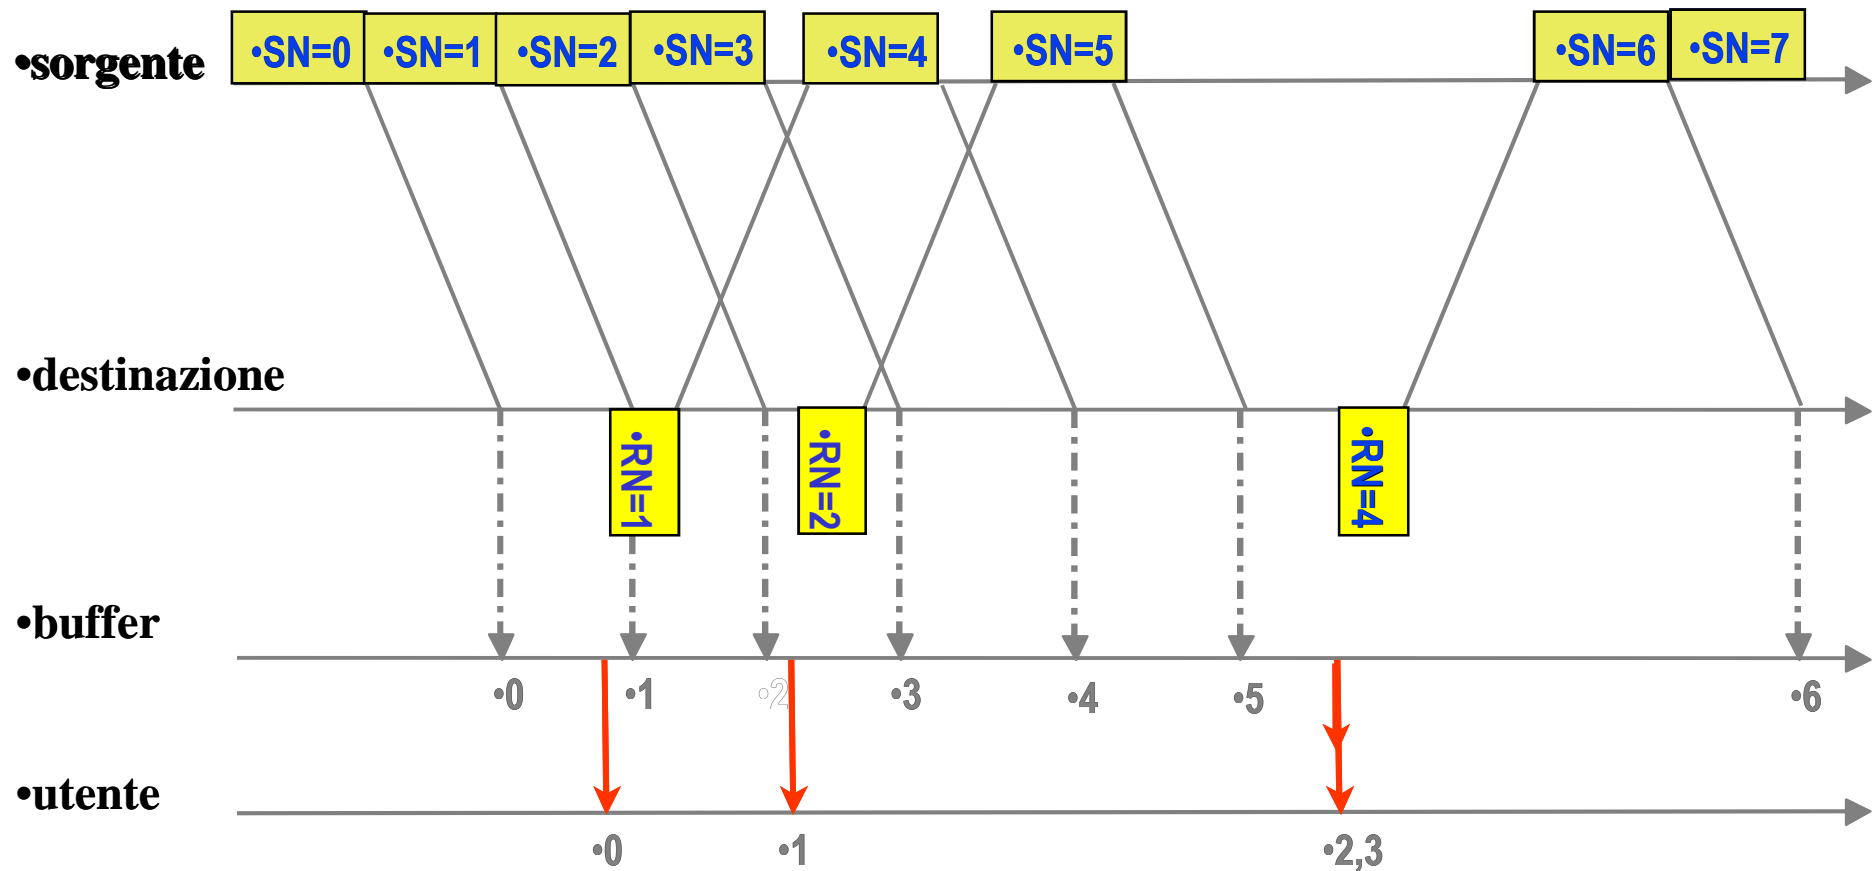 •sorgente •SN=0 •SN=1 •SN=2 •SN=3 •SN=4 •SN=5 •SN=6 •SN=7
•destinazione
•RN=1 •RN=2 •RN=4
•buffer
•0 •1 •2 •3 •4 •5 •6
•utente
•0 •1 •2,3